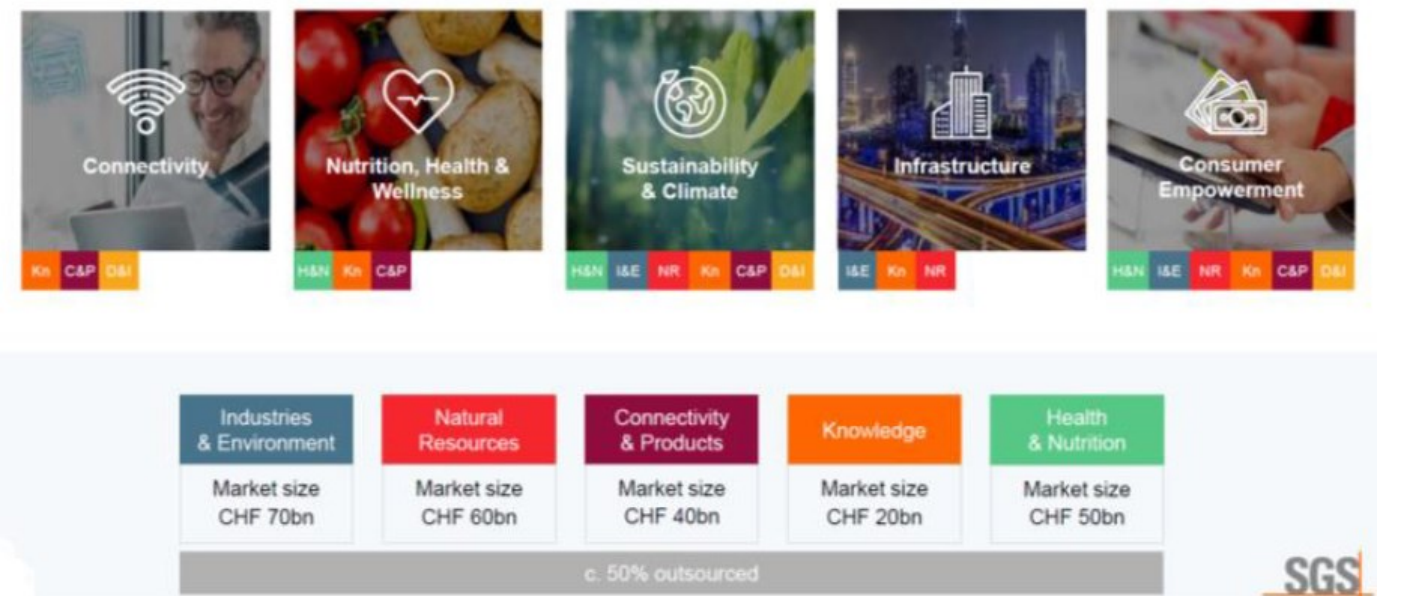 Connectivity
Nutrition, Health &
Wellness
Sustainability
& Climate
Infrastructure
Consumer
Empowerment
Kn C&P D&I
H&N Kn C&P
H&N I&E NR Kn C&P D&I
I&E Kn NR
H&N I&E NR Kn C&P D&I
Industries
& Environment
Market size
CHF 70bn
Natural
Resources
Market size
CHF 60bn
Connectivity
& Products
Market size
CHF 40bn
Knowledge
Market size
CHF 20bn
Health
& Nutrition
Market size
CHF 50bn
c. 50% outsourced
SGS